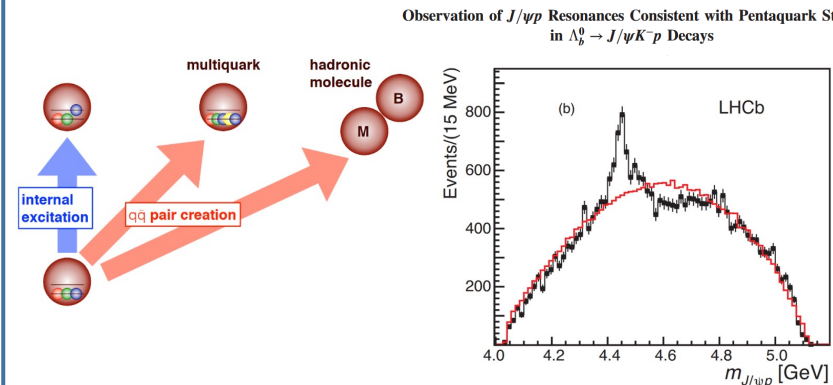 Observation of J/ψp Resonances Consistent with Pentaquark St
in Λ⁰_b → J/ψK⁻p Decays
multiquark
hadronic
molecule
B
M
internal
excitation
qq̄ pair creation
Events/(15 MeV)
(b)
LHCb
800
600
400
200
4.0 4.2 4.4 4.6 4.8 5.0
m_J/ψp [GeV]